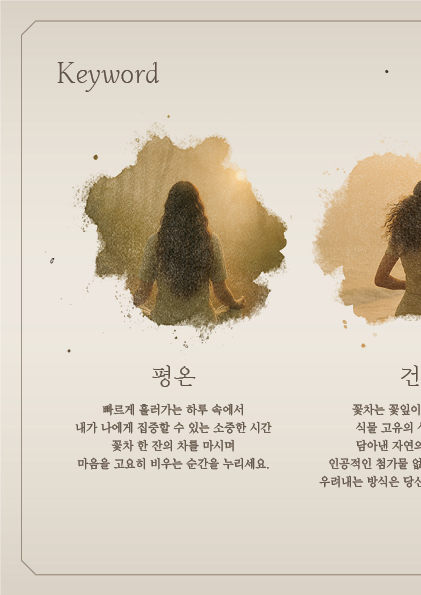 Keyword
평온
빠르게 흘러가는 하루 속에서
내가 나에게 집중할 수 있는 소중한 시간
꽃차 한 잔의 차를 마시며
마음을 고요히 비우는 순간을 누리세요.
건
꽃차는 꽃잎이
식물 고유의
담아낸 자연의
인공적인 첨가물 없
우려내는 방식은 당신